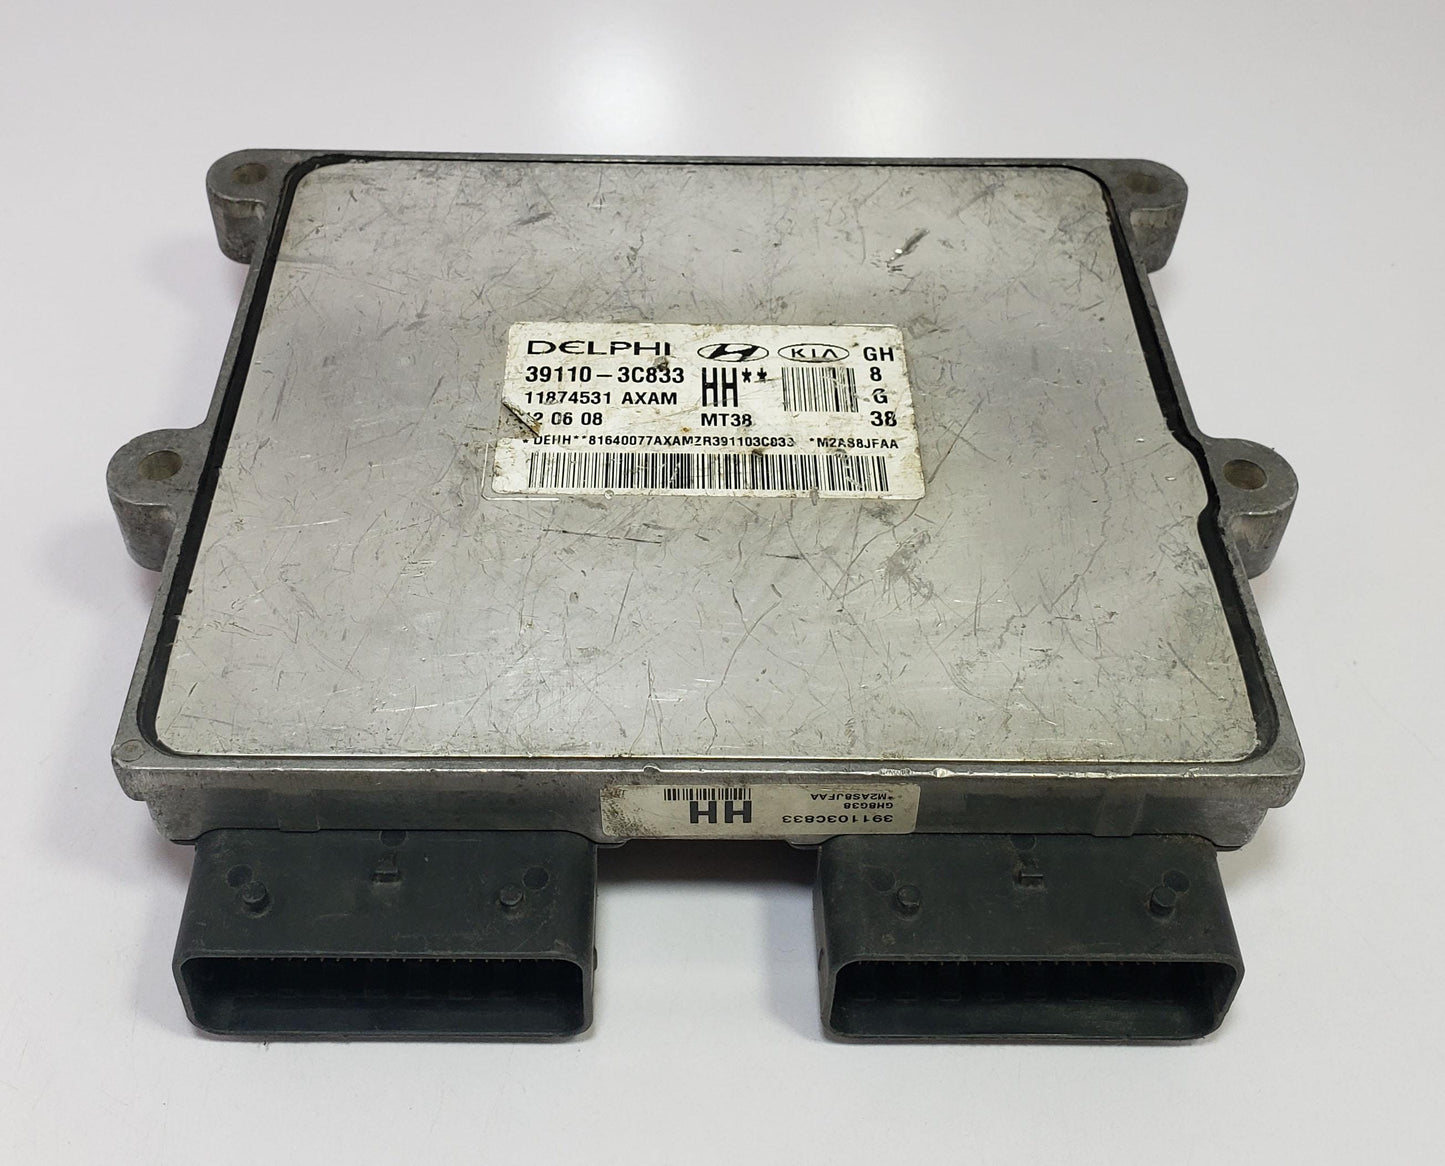 DELPHI KIA GH
39110-3C833 HH** 8
11874531 AXAM G
12 06 08 MT38 38
*DEHH**81640077AXAMZR391103C833 *M2AS8JFAA
391103C833 HH
GH8G38
*M2AS8JFAA